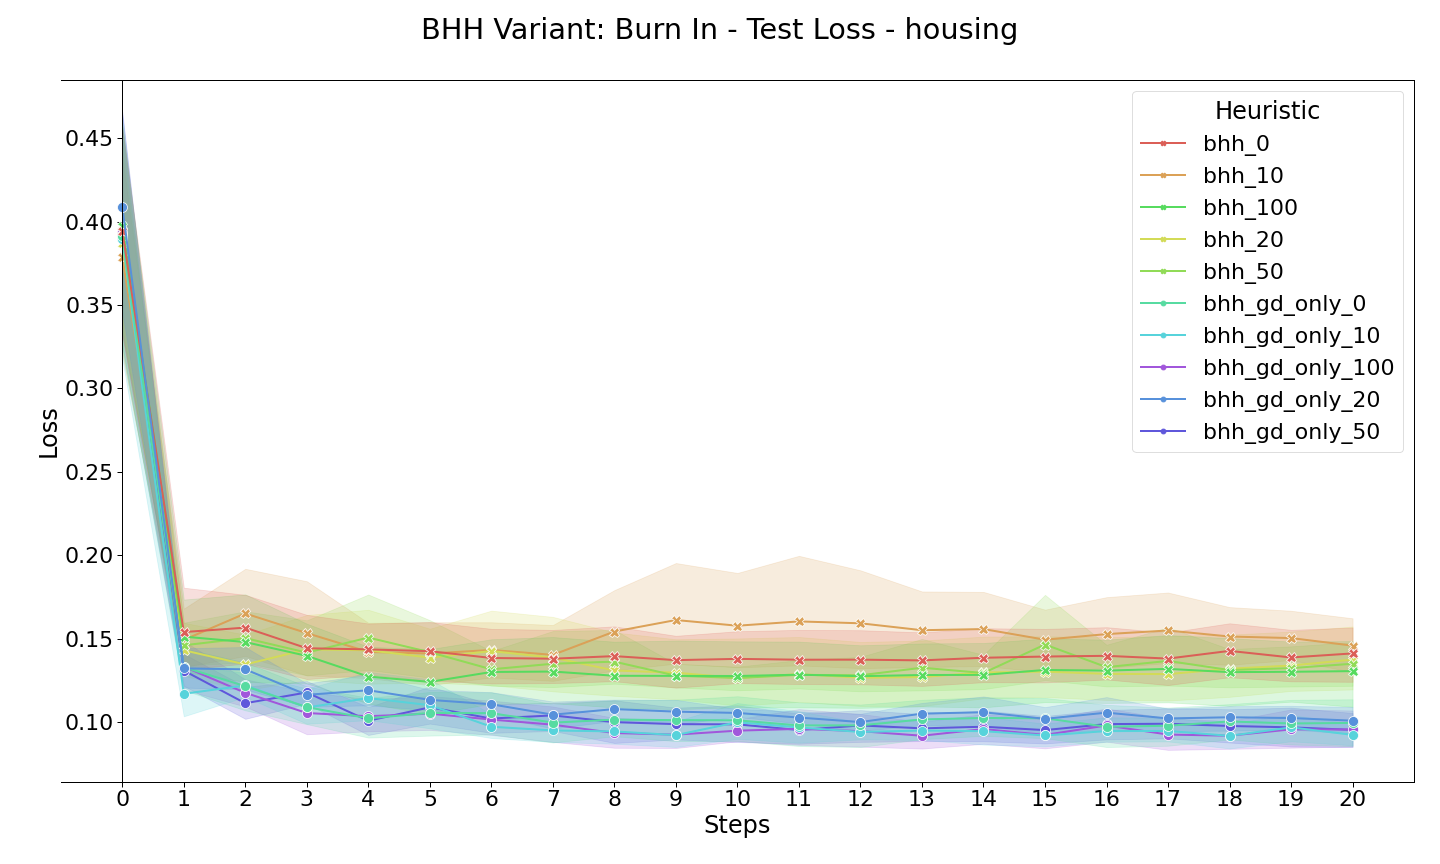 BHH Variant: Burn In - Test Loss - housing
Heuristic
bhh_0
bhh_10
bhh_100
bhh_20
bhh_50
bhh_gd_only_0
bhh_gd_only_10
bhh_gd_only_100
bhh_gd_only_20
bhh_gd_only_50
Loss
0.45
0.40
0.35
0.30
0.25
0.20
0.15
0.10
0 1 2 3 4 5 6 7 8 9 10 11 12 13 14 15 16 17 18 19 20
Steps